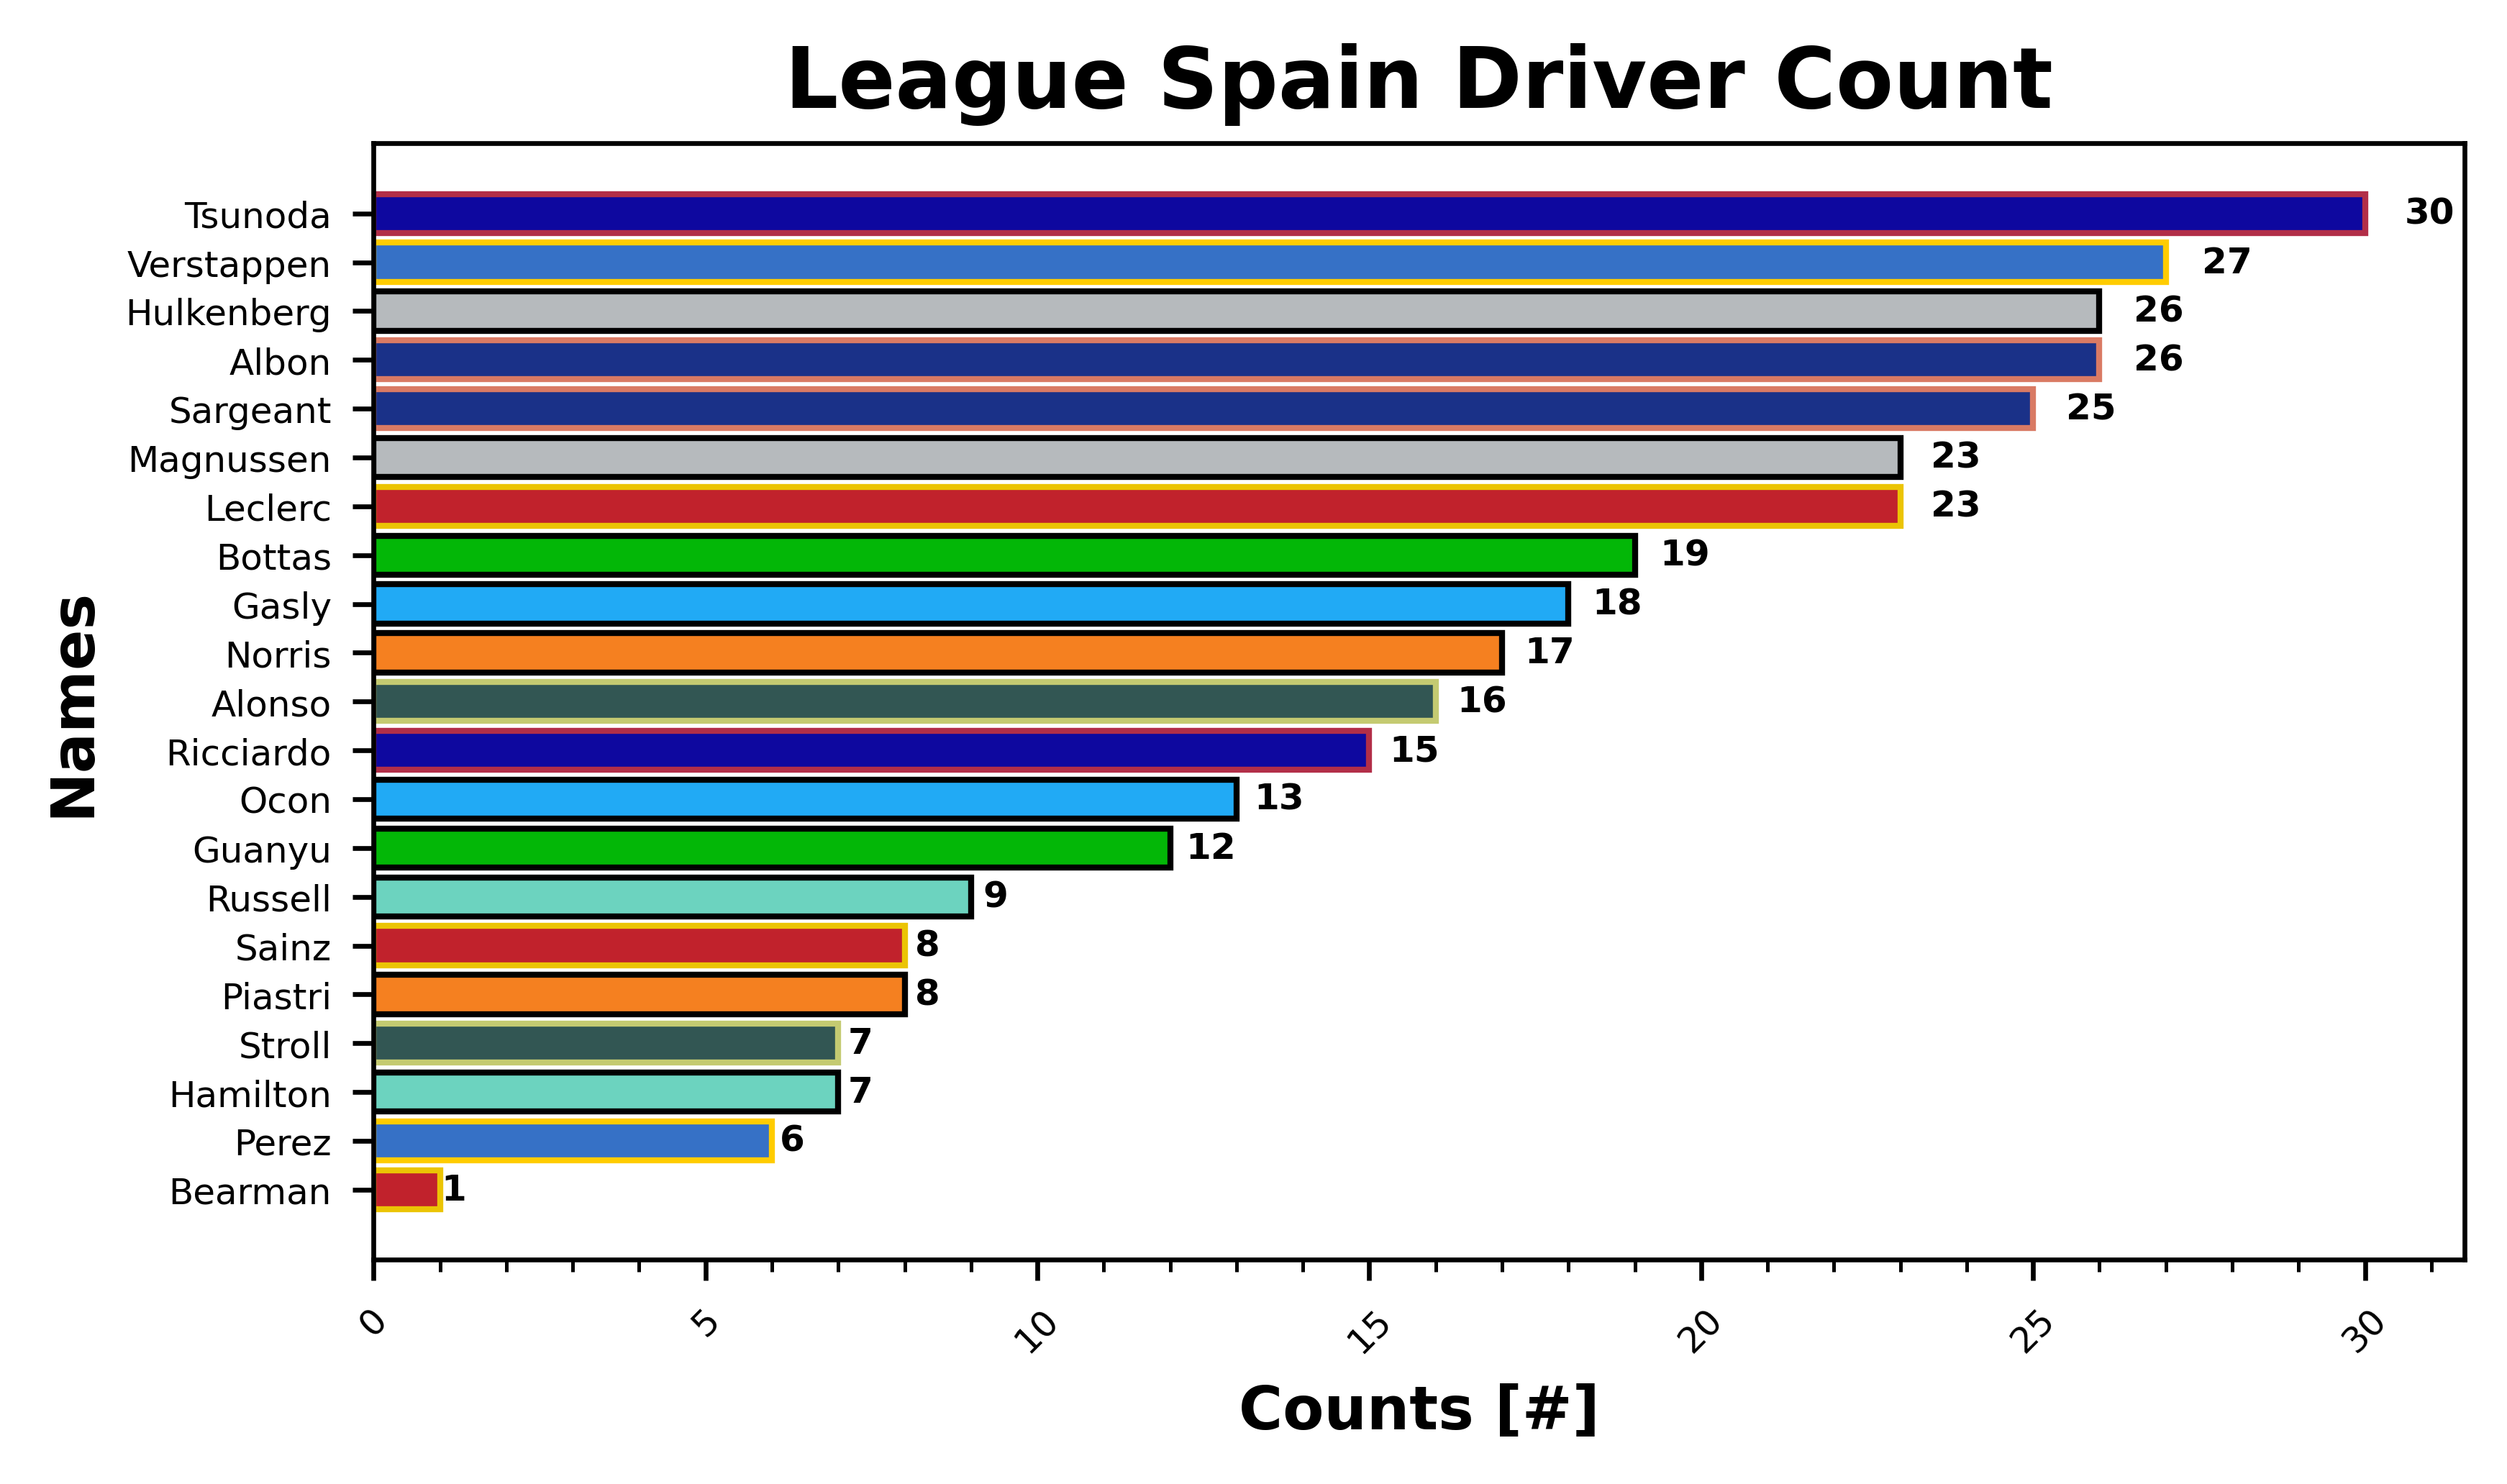 League Spain Driver Count
Names
Tsunoda 30
Verstappen 27
Hulkenberg 26
Albon 26
Sargeant 25
Magnussen 23
Leclerc 23
Bottas 19
Gasly 18
Norris 17
Alonso 16
Ricciardo 15
Ocon 13
Guanyu 12
Russell 9
Sainz 8
Piastri 8
Stroll 7
Hamilton 7
Perez 6
Bearman 1
0 5 10 15 20 25 30
Counts [#]